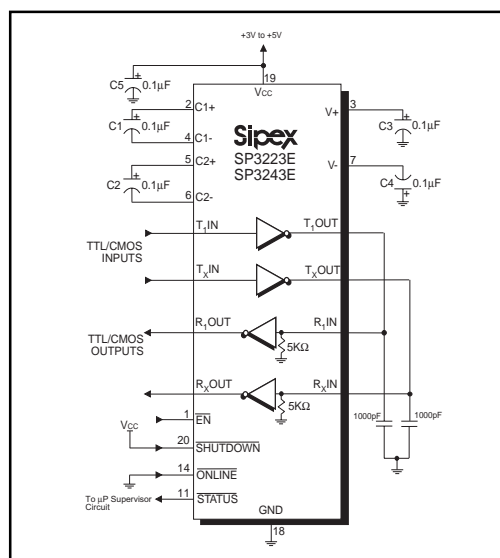 +3V to +5V
19
VCC
C5
+
0.1µF
2
C1+
+
C1
0.1µF
4
C1-
5
C2+
+
C2
0.1µF
6
C2-
Sipex
SP3223E
SP3243E
V+
3
+
C3
0.1µF
V-
7
C4
0.1µF
+
TTL/CMOS
INPUTS
T1IN
T1OUT
TXIN
TXOUT
TTL/CMOS
OUTPUTS
R1OUT
R1IN
5KΩ
RXOUT
RXIN
5KΩ
1000pF
1000pF
1
EN
VCC
20
SHUTDOWN
14
ONLINE
To µP Supervisor
Circuit
11
STATUS
GND
18